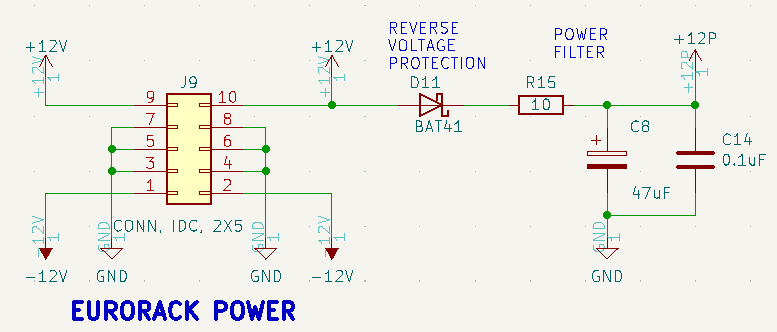 REVERSE
VOLTAGE
PROTECTION
POWER
FILTER
+12V
+12V
+12P
+12V
1
+12V
1
+12P
1
J9
D11
R15
9
10
10
BAT41
C8
7
8
5
6
C14
0.1uF
3
4
1
2
47uF
CONN, IDC, 2X5
-12V
1
GND
1
GND
1
-12V
1
GND
1
-12V
GND
GND
-12V
GND
EURORACK POWER